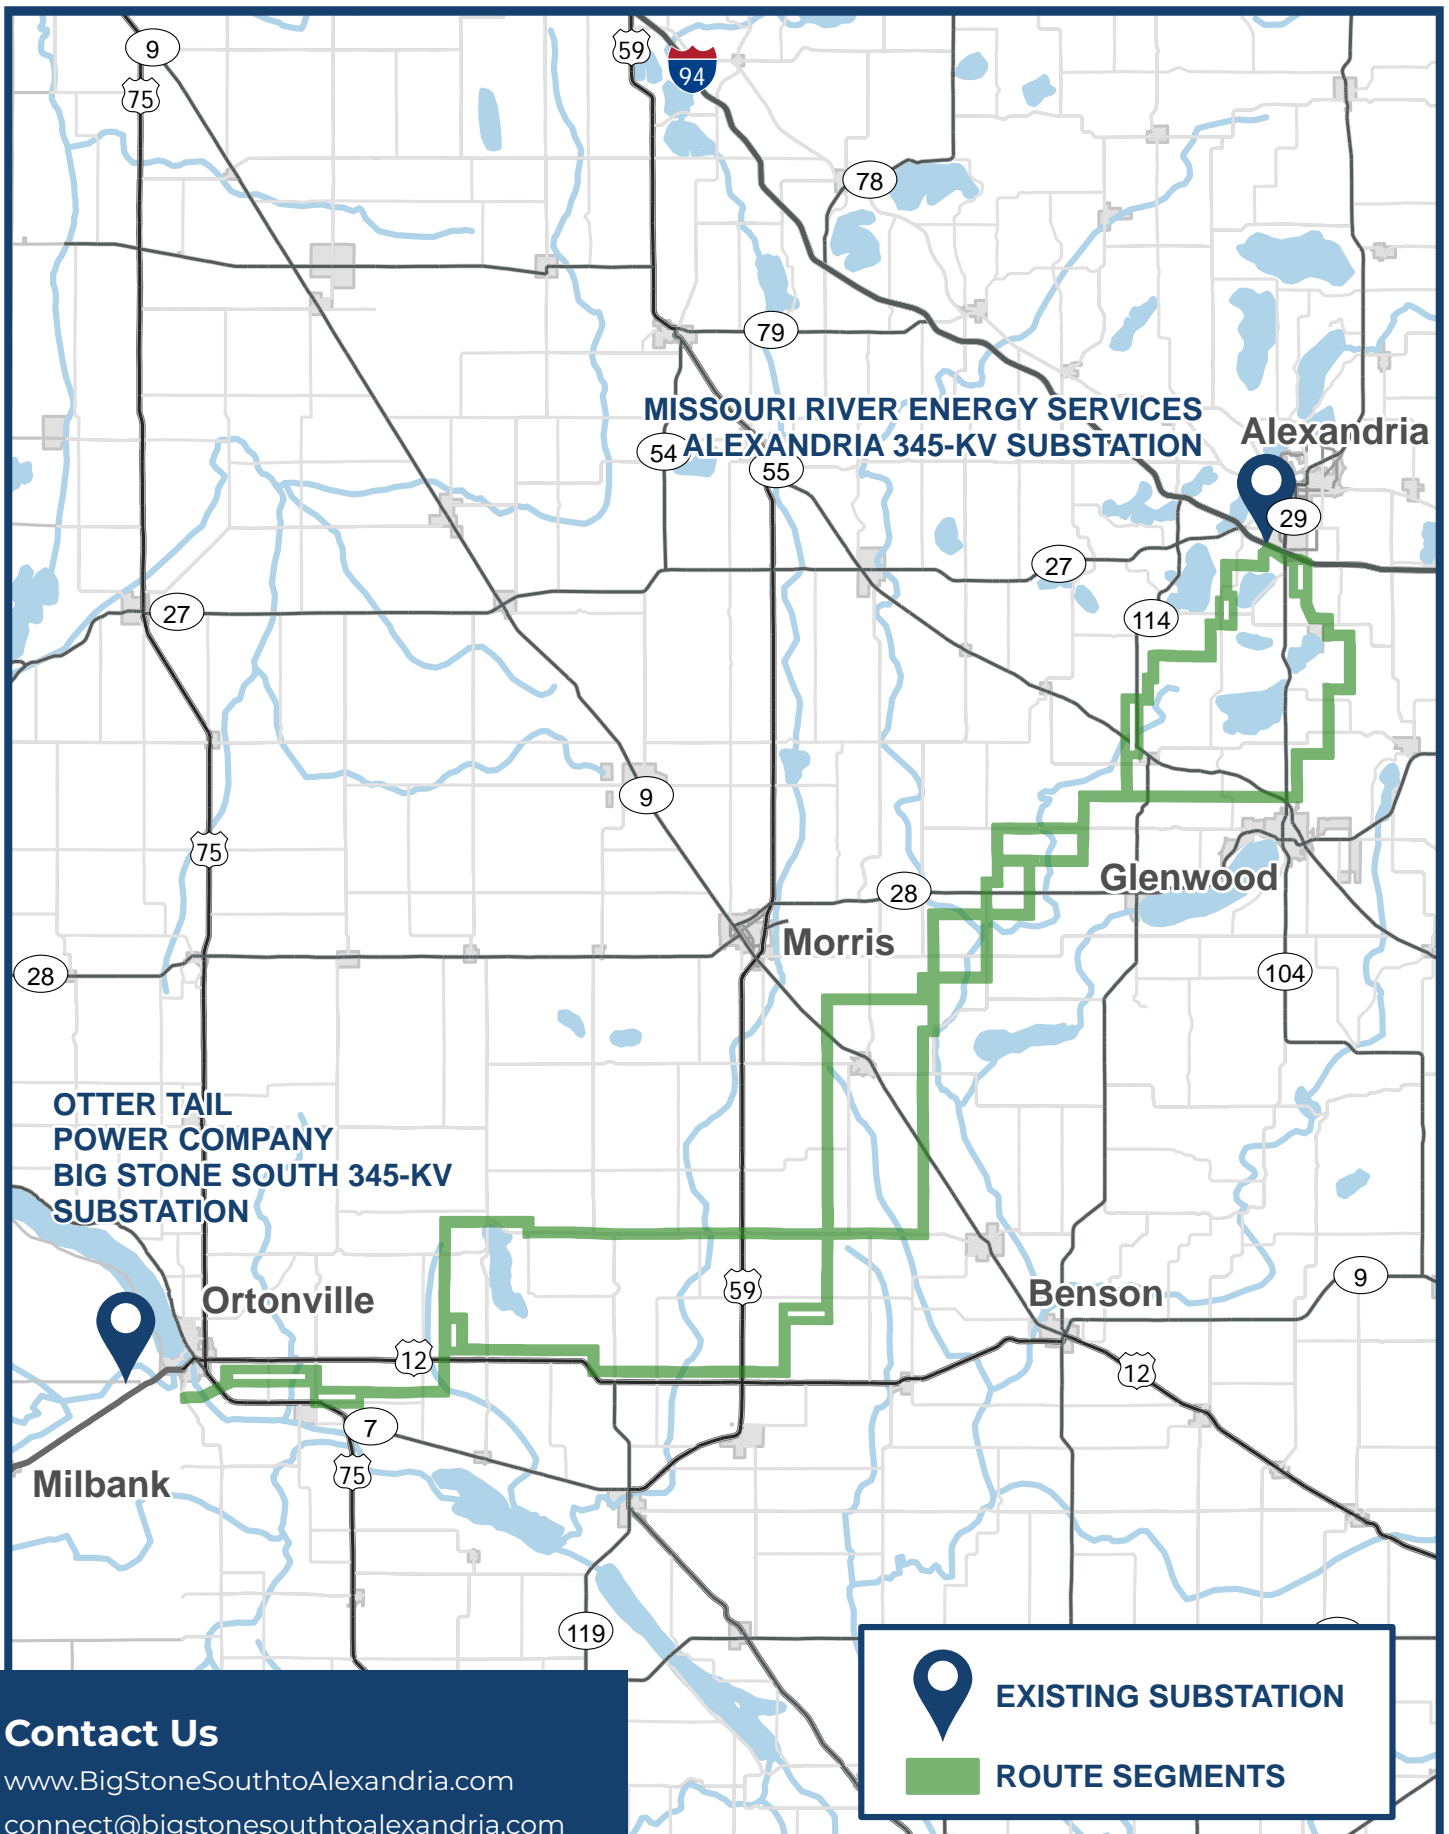 9
59
94
75
78
79
MISSOURI RIVER ENERGY SERVICES
ALEXANDRIA 345-KV SUBSTATION
Alexandria
54
55
29
27
27
114
9
75
Glenwood
28
Morris
28
104
OTTER TAIL
POWER COMPANY
BIG STONE SOUTH 345-KV
SUBSTATION
59
9
Ortonville
Benson
12
12
7
75
Milbank
119
EXISTING SUBSTATION
ROUTE SEGMENTS
Contact Us
www.BigStoneSouthtoAlexandria.com
connect@bigstonesouthtoalexandria.com